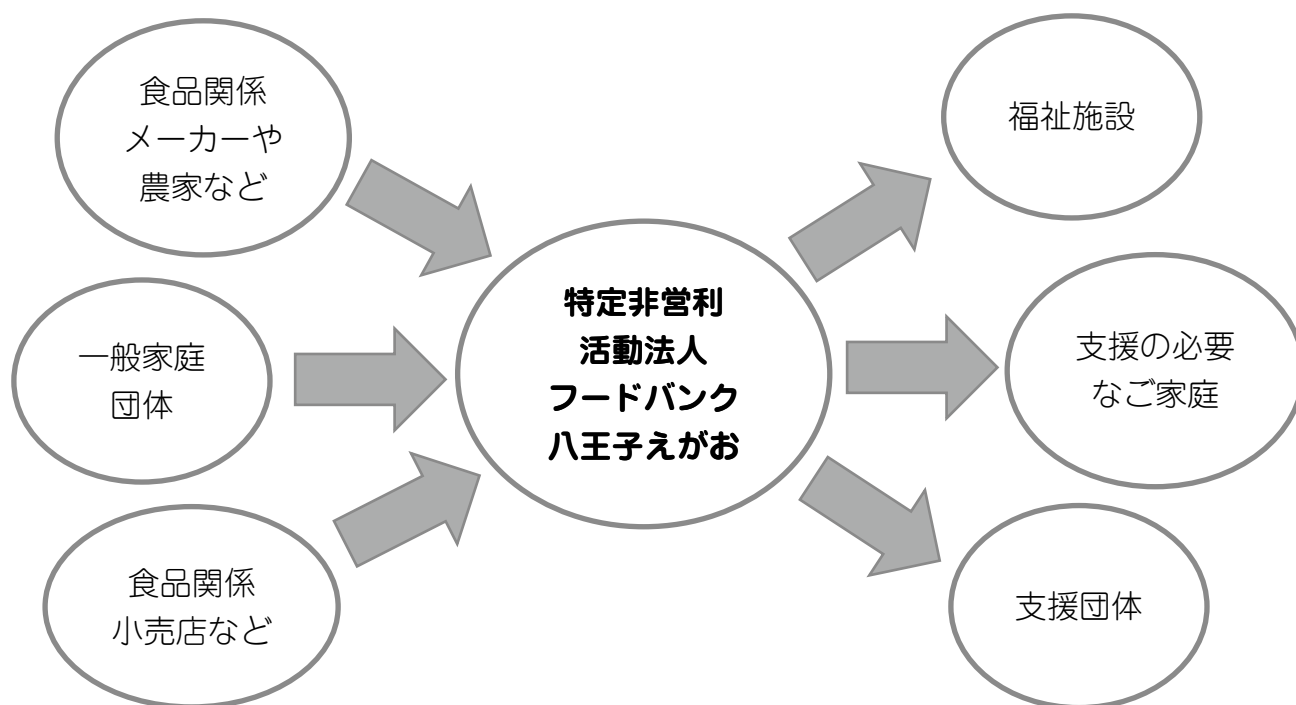 食品関係
メーカーや
農家など
一般家庭
団体
食品関係
小売店など
特定非営利
活動法人
フードバンク
八王子えがお
福祉施設
支援の必要
なご家庭
支援団体